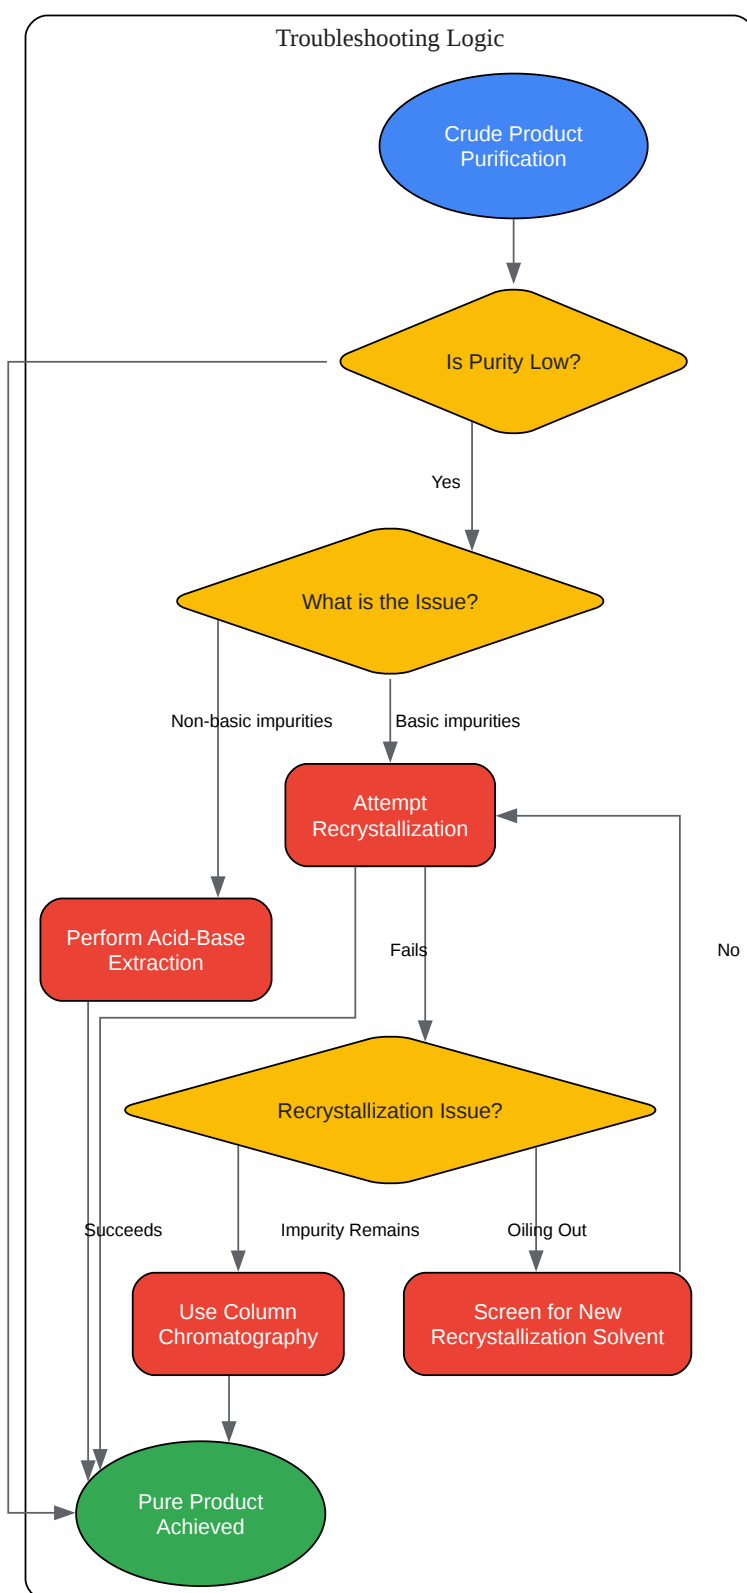 Troubleshooting Logic
Crude Product
Purification
Is Purity Low?
Yes
What is the Issue?
Non-basic impurities
Basic impurities
Attempt
Recrystallization
Perform Acid-Base
Extraction
Fails
No
Recrystallization Issue?
Succeeds
Impurity Remains
Oiling Out
Use Column
Chromatography
Screen for New
Recrystallization Solvent
Pure Product
Achieved